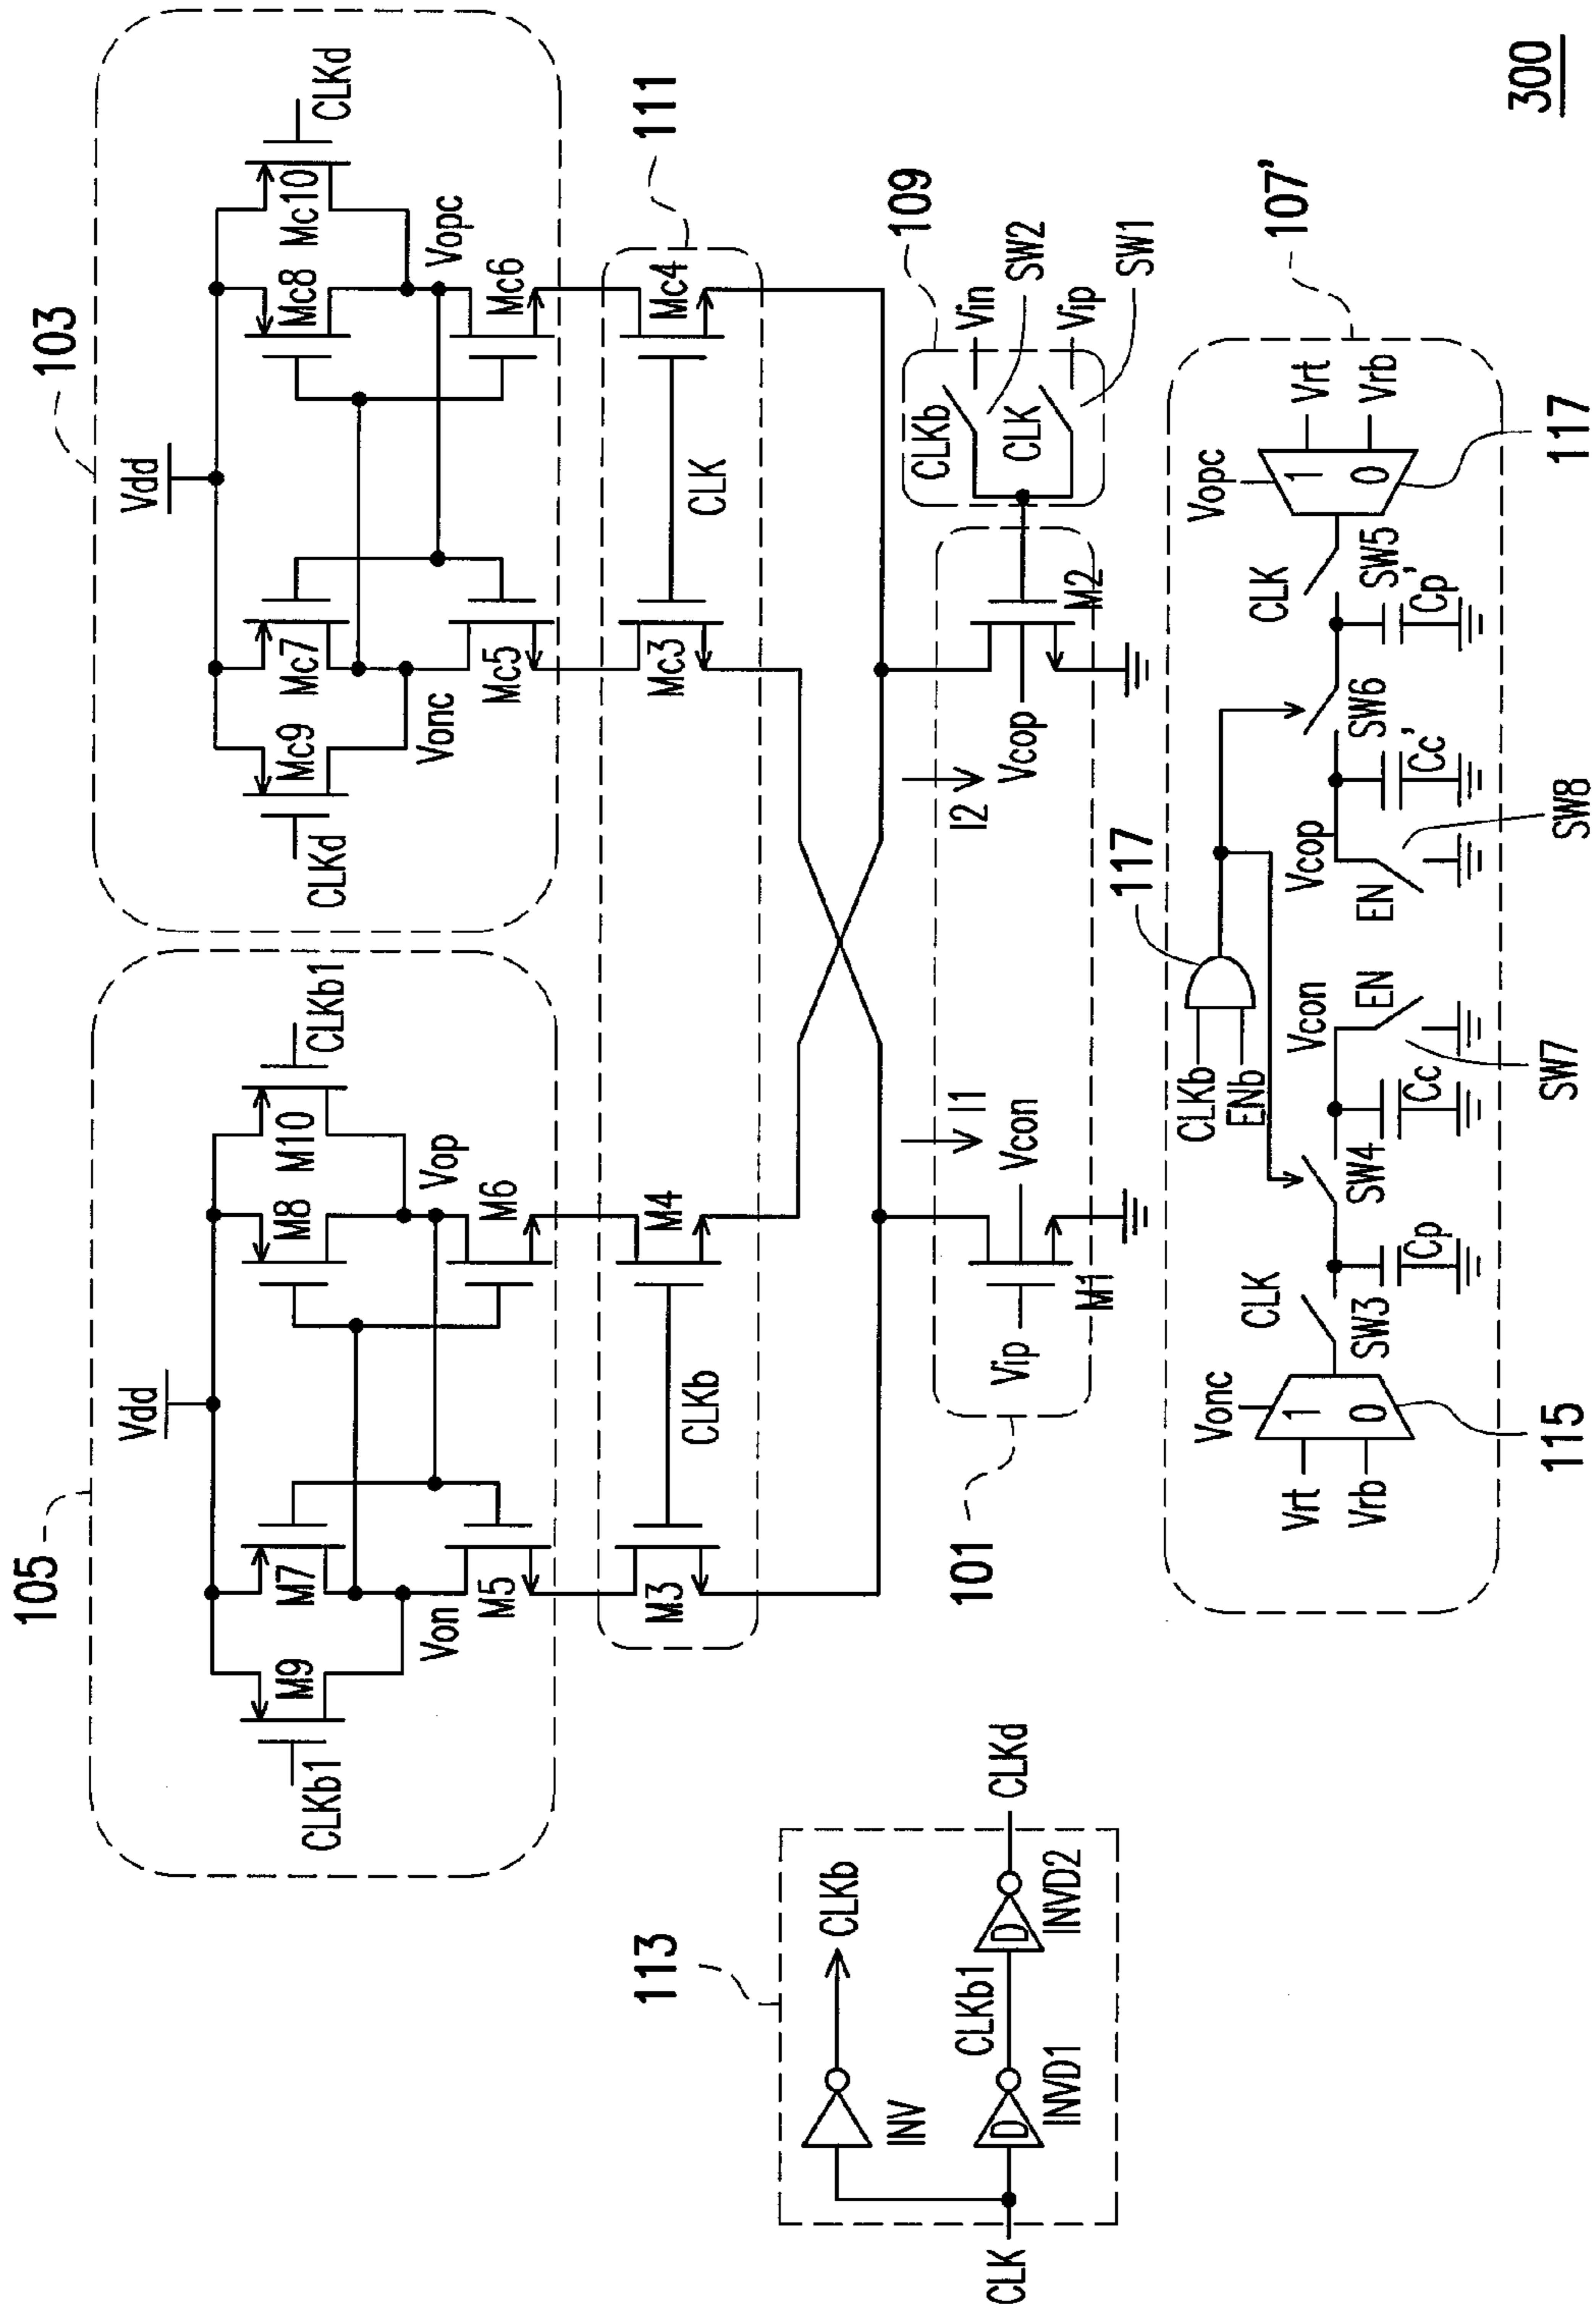 105
103
Vdd
Vdd
CLKb1
M9
M7
M8
M10
CLKb1
CLKd
Mc9
Mc7
Mc8
Mc10
CLKd
Von
Vop
Vonc
Vopc
M5
M6
Mc5
Mc6
111
M3
CLKb
M4
Mc3
CLK
Mc4
113
CLKb
INV
CLK
CLKb1
INVD1
D
INVD2
D
CLKd
101
I1
I2
Vip
Vcon
M1
Vcop
M2
109
CLKb
Vin
SW2
CLK
Vip
SW1
107'
117
CLKb
ENb
Vonc
Vrt
1
Vrb
0
115
CLK
SW3
Cp
SW4
Cc
Vcon
EN
SW7
Vcop
EN
SW8
Cc'
SW6
Cp'
CLK
SW5
Vopc
1
Vrt
0
Vrb
117
300